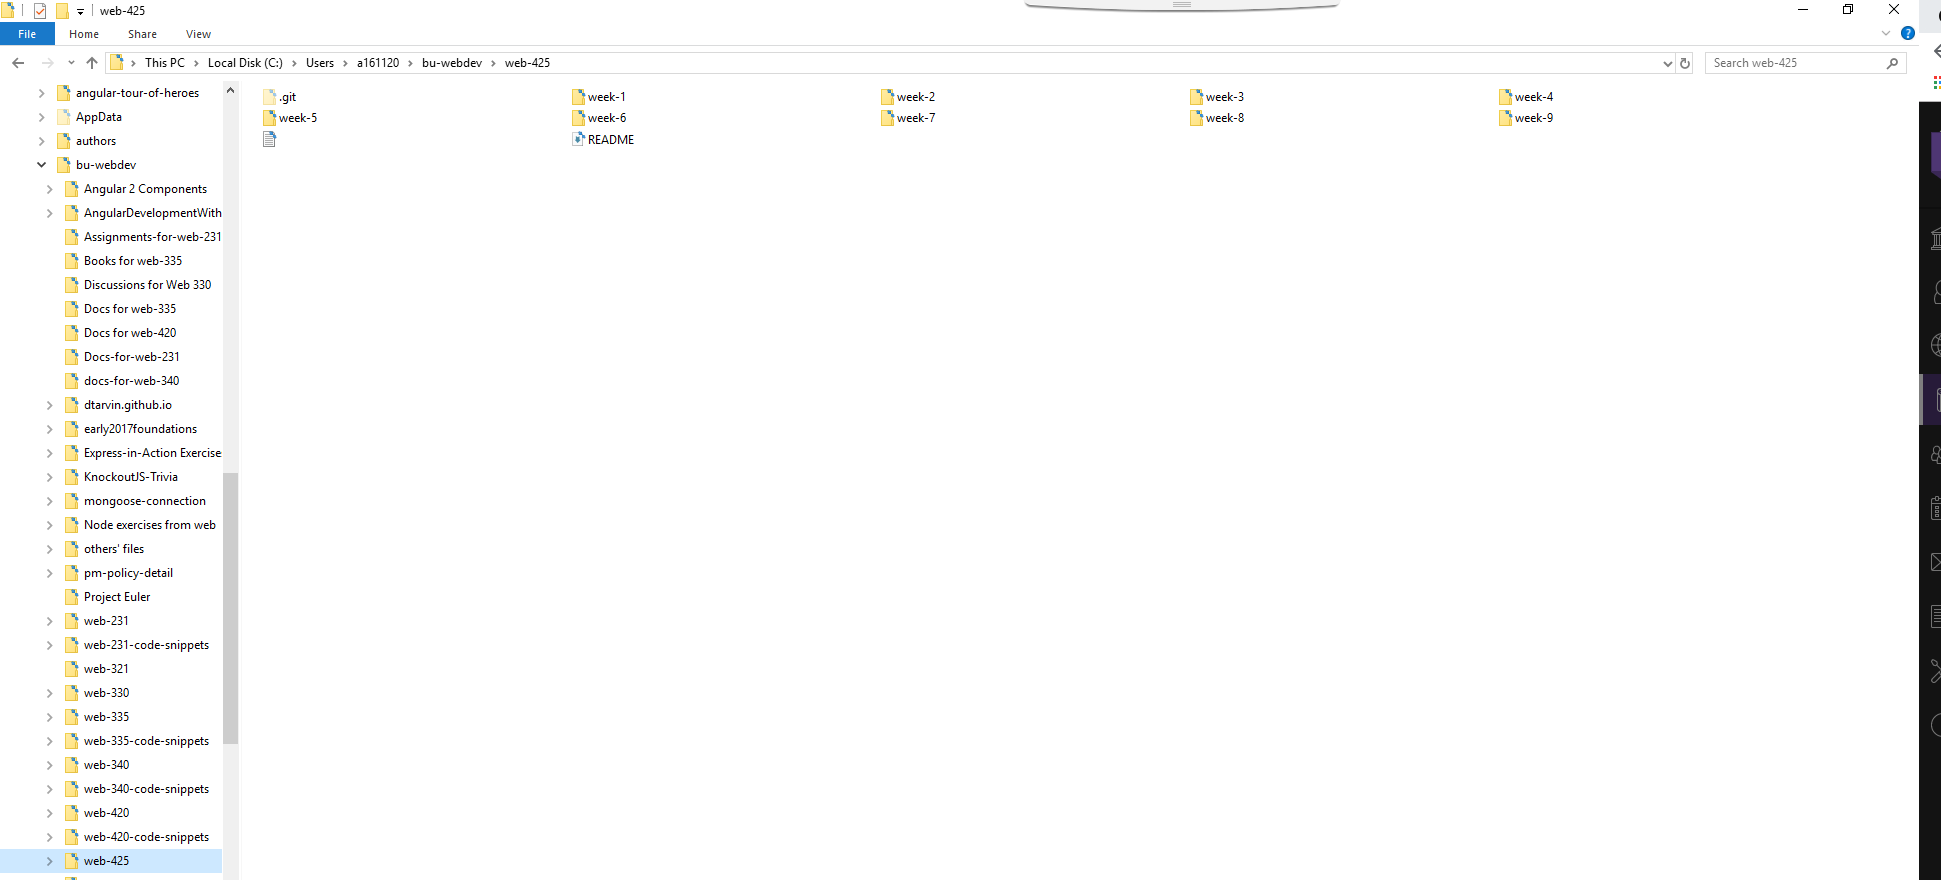 web-425
File Home Share View
This PC Local Disk (C:) Users a161120 bu-webdev web-425
Search web-425
angular-tour-of-heroes
AppData
authors
bu-webdev
Angular 2 Components
AngularDevelopmentWith
Assignments-for-web-231
Books for web-335
Discussions for Web 330
Docs for web-335
Docs for web-420
Docs-for-web-231
docs-for-web-340
dtarvin.github.io
early2017foundations
Express-in-Action Exercise
KnockoutJS-Trivia
mongoose-connection
Node exercises from web
others' files
pm-policy-detail
Project Euler
web-231
web-231-code-snippets
web-321
web-330
web-335
web-335-code-snippets
web-340
web-340-code-snippets
web-420
web-420-code-snippets
web-425
.git week-1 week-2 week-3 week-4
week-5 week-6 week-7 week-8 week-9
README